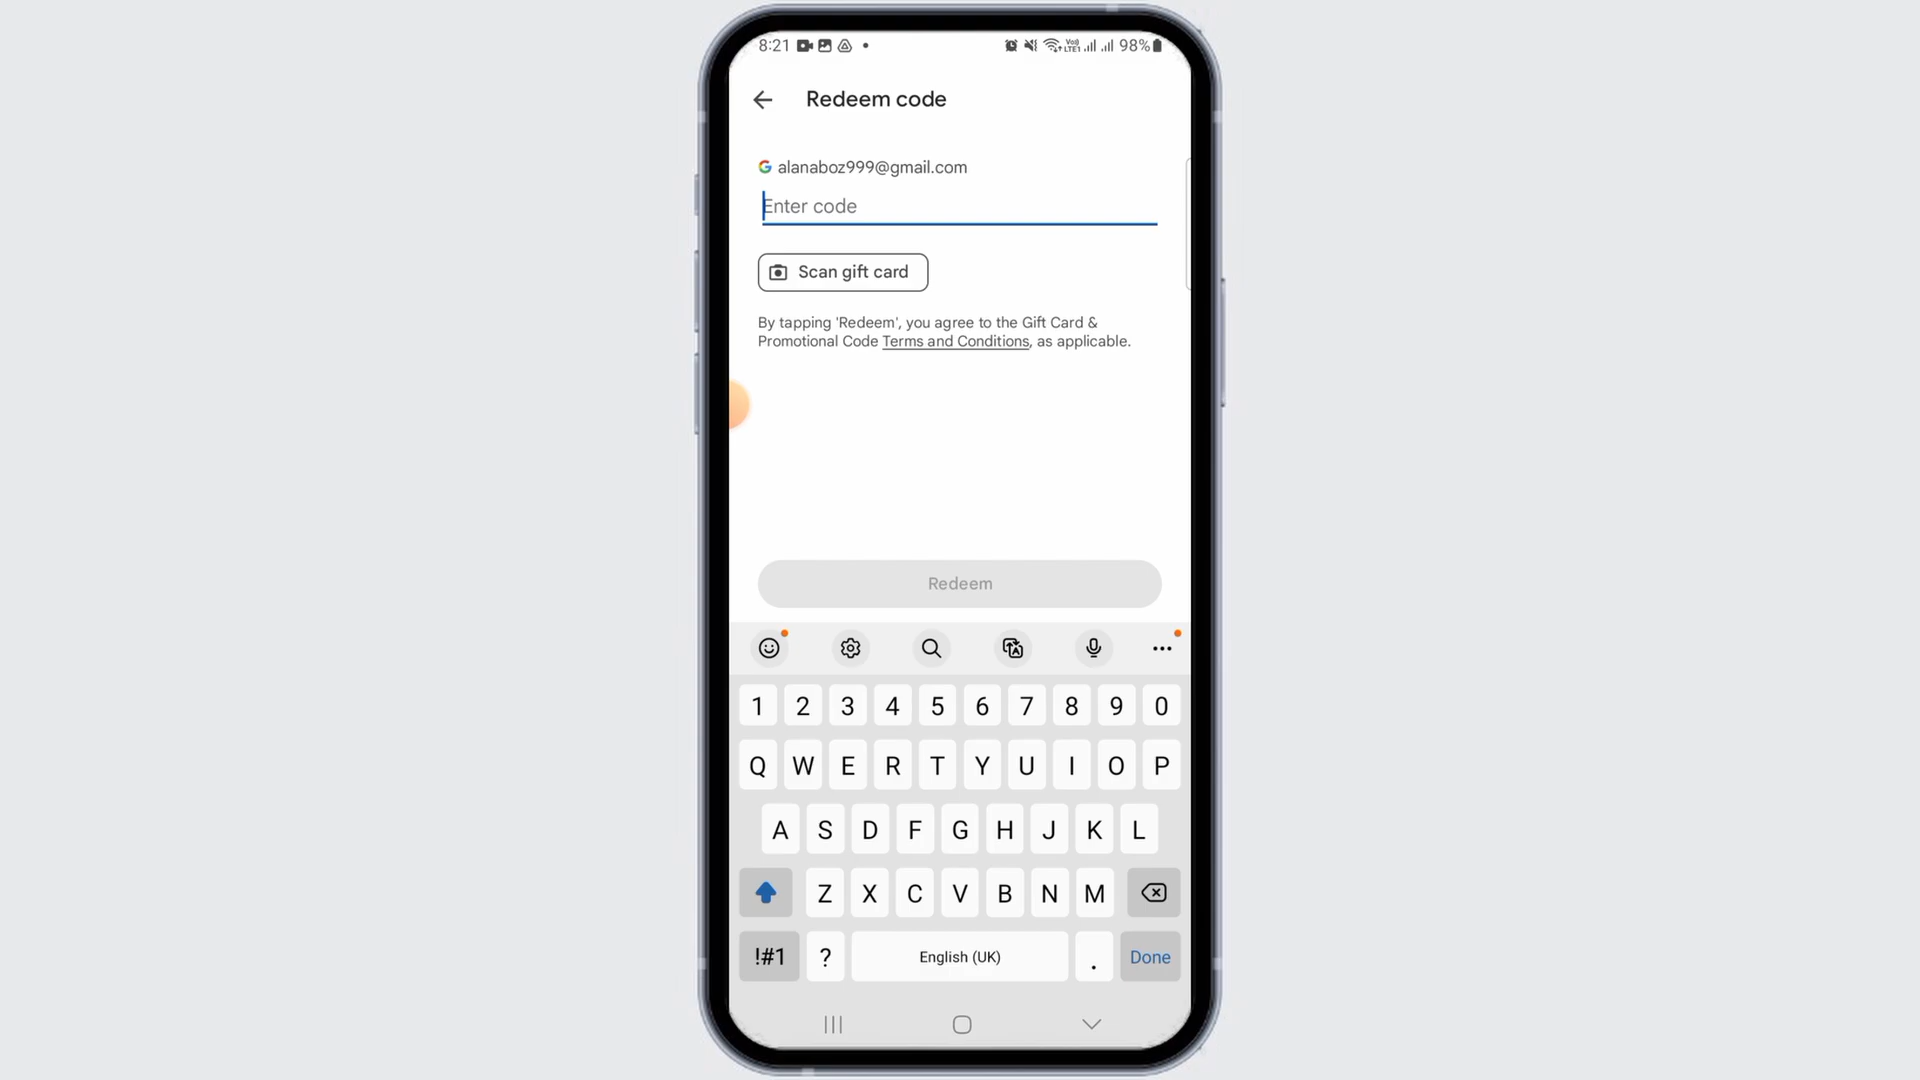 8:21 98%
Redeem code
alanaboz999@gmail.com
Enter code
Scan gift card
By tapping 'Redeem', you agree to the Gift Card &
Promotional Code Terms and Conditions, as applicable.
Redeem
1 2 3 4 5 6 7 8 9 0
Q W E R T Y U I O P
A S D F G H J K L
Z X C V B N M
!#1 ? English (UK) . Done